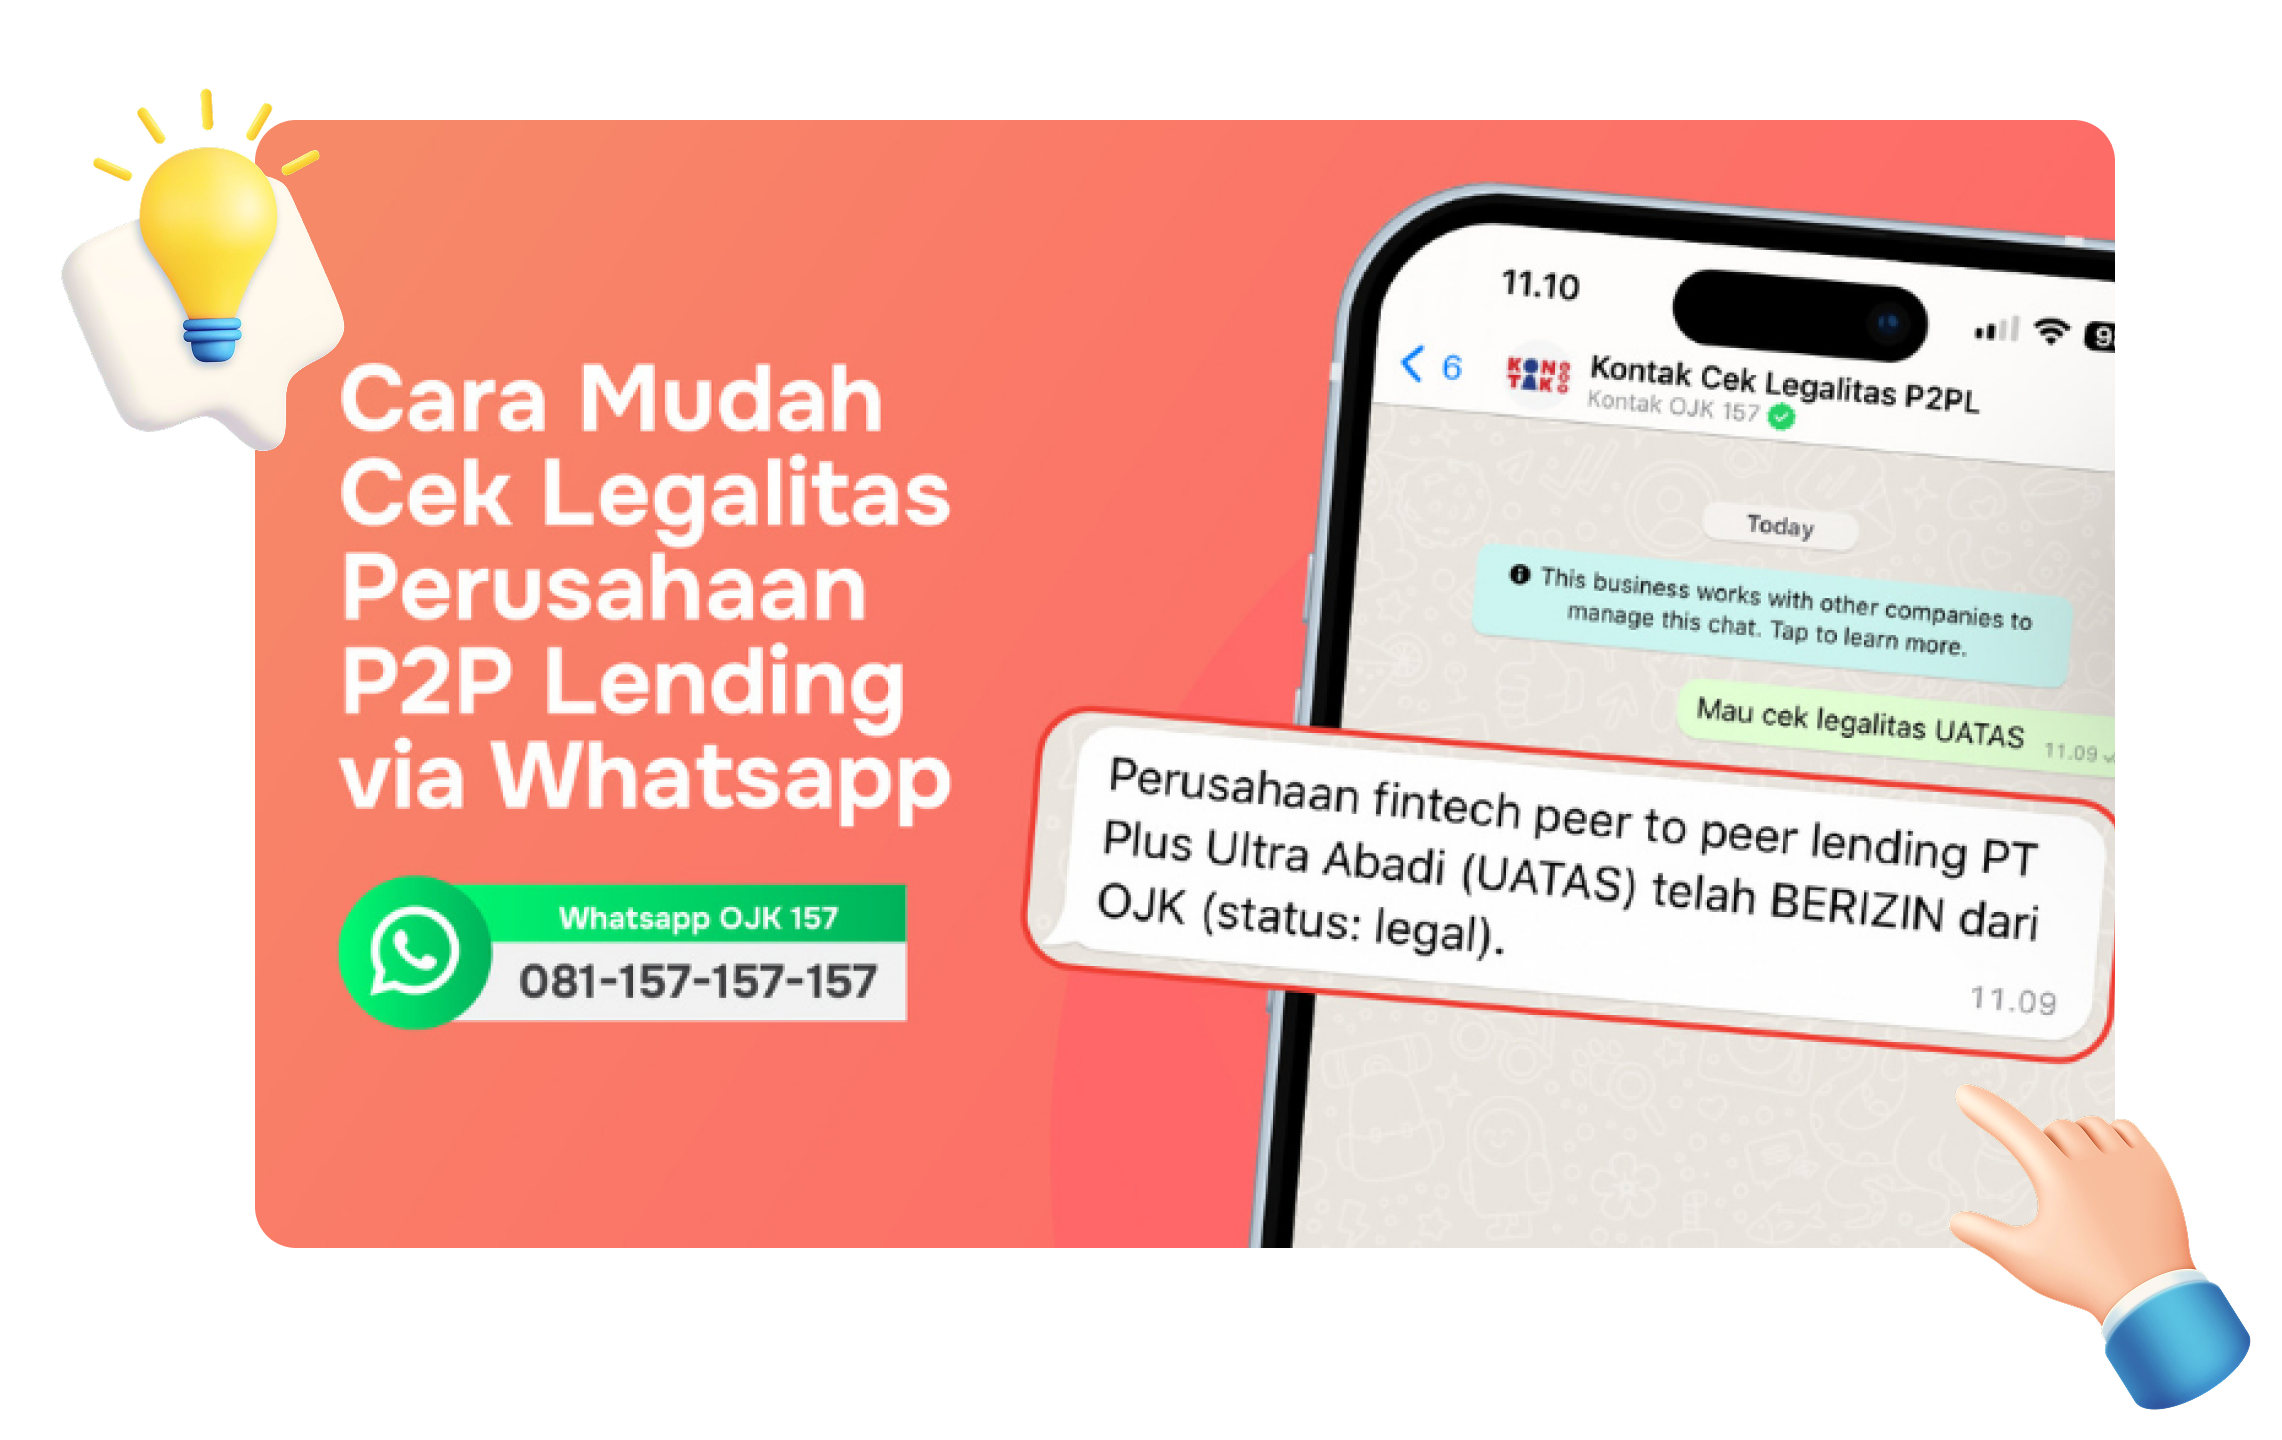 Cara Mudah
Cek Legalitas
Perusahaan
P2P Lending
via Whatsapp
Whatsapp OJK 157
081-157-157-157
11.10
6
KON
TAK
Kontak Cek Legalitas P2PL
Kontak OJK 157
Today
This business works with other companies to
manage this chat. Tap to learn more.
Mau cek legalitas UATAS
11.09
Perusahaan fintech peer to peer lending PT
Plus Ultra Abadi (UATAS) telah BERIZIN dari
OJK (status: legal).
11.09